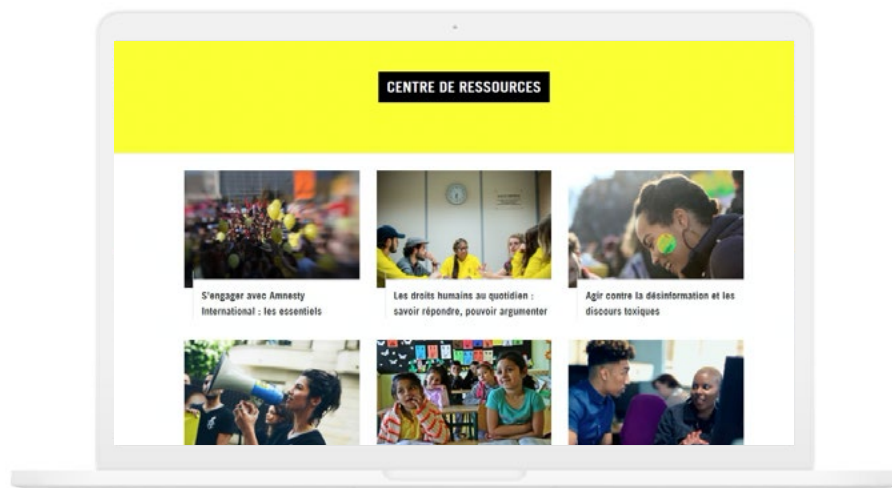 CENTRE DE RESSOURCES
S'engager avec Amnesty
International : les essentiels
Les droits humains au quotidien :
savoir répondre, pouvoir argumenter
Agir contre la désinformation et les
discours toxiques